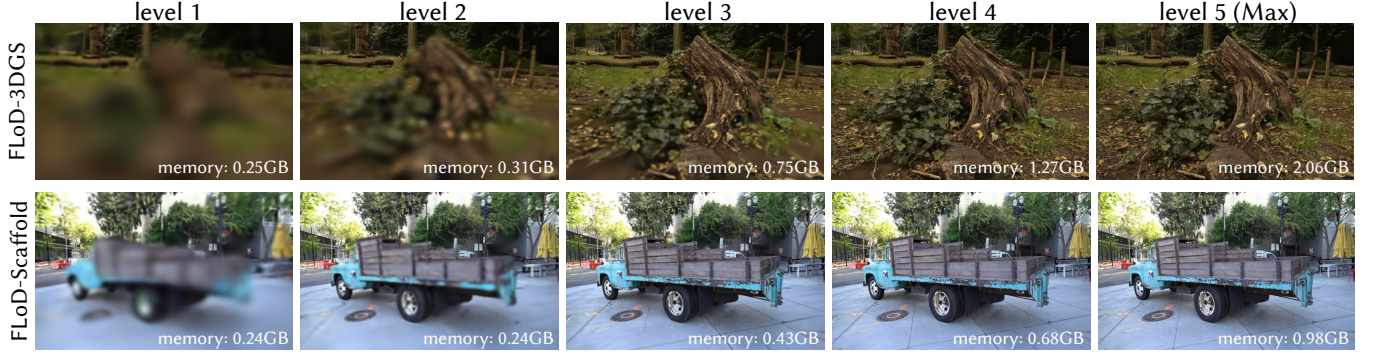 level 1
level 2
level 3
level 4
level 5 (Max)
FLoD-3DGS
memory: 0.25GB
memory: 0.31GB
memory: 0.75GB
memory: 1.27GB
memory: 2.06GB
FLoD-Scaffold
memory: 0.24GB
memory: 0.24GB
memory: 0.43GB
memory: 0.68GB
memory: 0.98GB